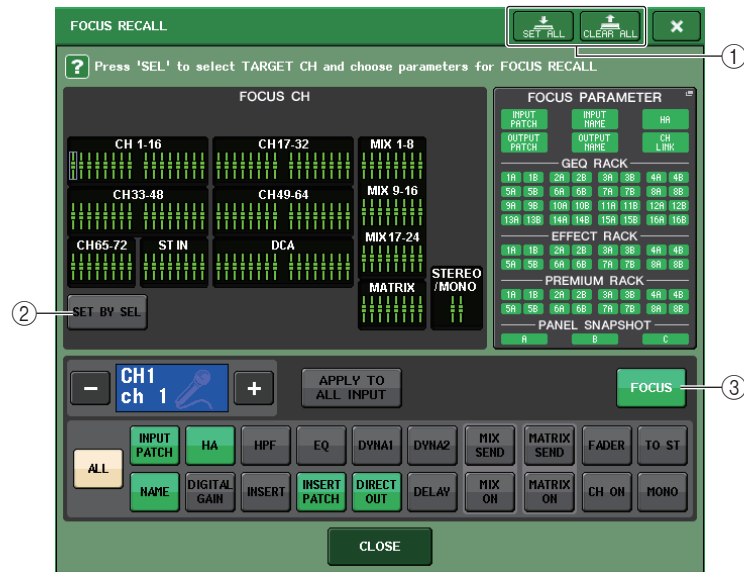 FOCUS RECALL
SET ALL
CLEAR ALL
×
①
? Press 'SEL' to select TARGET CH and choose parameters for FOCUS RECALL
FOCUS CH
CH 1-16
CH17-32
MIX 1-8
CH33-48
CH49-64
MIX 9-16
CH65-72
ST IN
DCA
MIX17-24
MATRIX
STEREO
/MONO
②
SET BY SEL
FOCUS PARAMETER
INPUT PATCH
INPUT NAME
HA
OUTPUT PATCH
OUTPUT NAME
CH LINK
GEQ RACK
1A 1B 2A 2B 3A 3B 4A 4B
5A 5B 6A 6B 7A 7B 8A 8B
9A 9B 10A 10B 11A 11B 12A 12B
13A 13B 14A 14B 15A 15B 16A 16B
EFFECT RACK
1A 1B 2A 2B 3A 3B 4A 4B
5A 5B 6A 6B 7A 7B 8A 8B
PREMIUM RACK
1A 1B 2A 2B 3A 3B 4A 4B
5A 5B 6A 6B 7A 7B 8A 8B
PANEL SNAPSHOT
A B C
−
CH1
ch 1
+
APPLY TO
ALL INPUT
FOCUS
③
ALL
INPUT PATCH
HA
HPF
EQ
DYNA1
DYNA2
MIX SEND
MATRIX SEND
FADER
TO ST
NAME
DIGITAL GAIN
INSERT
INSERT PATCH
DIRECT OUT
DELAY
MIX ON
MATRIX ON
CH ON
MONO
CLOSE